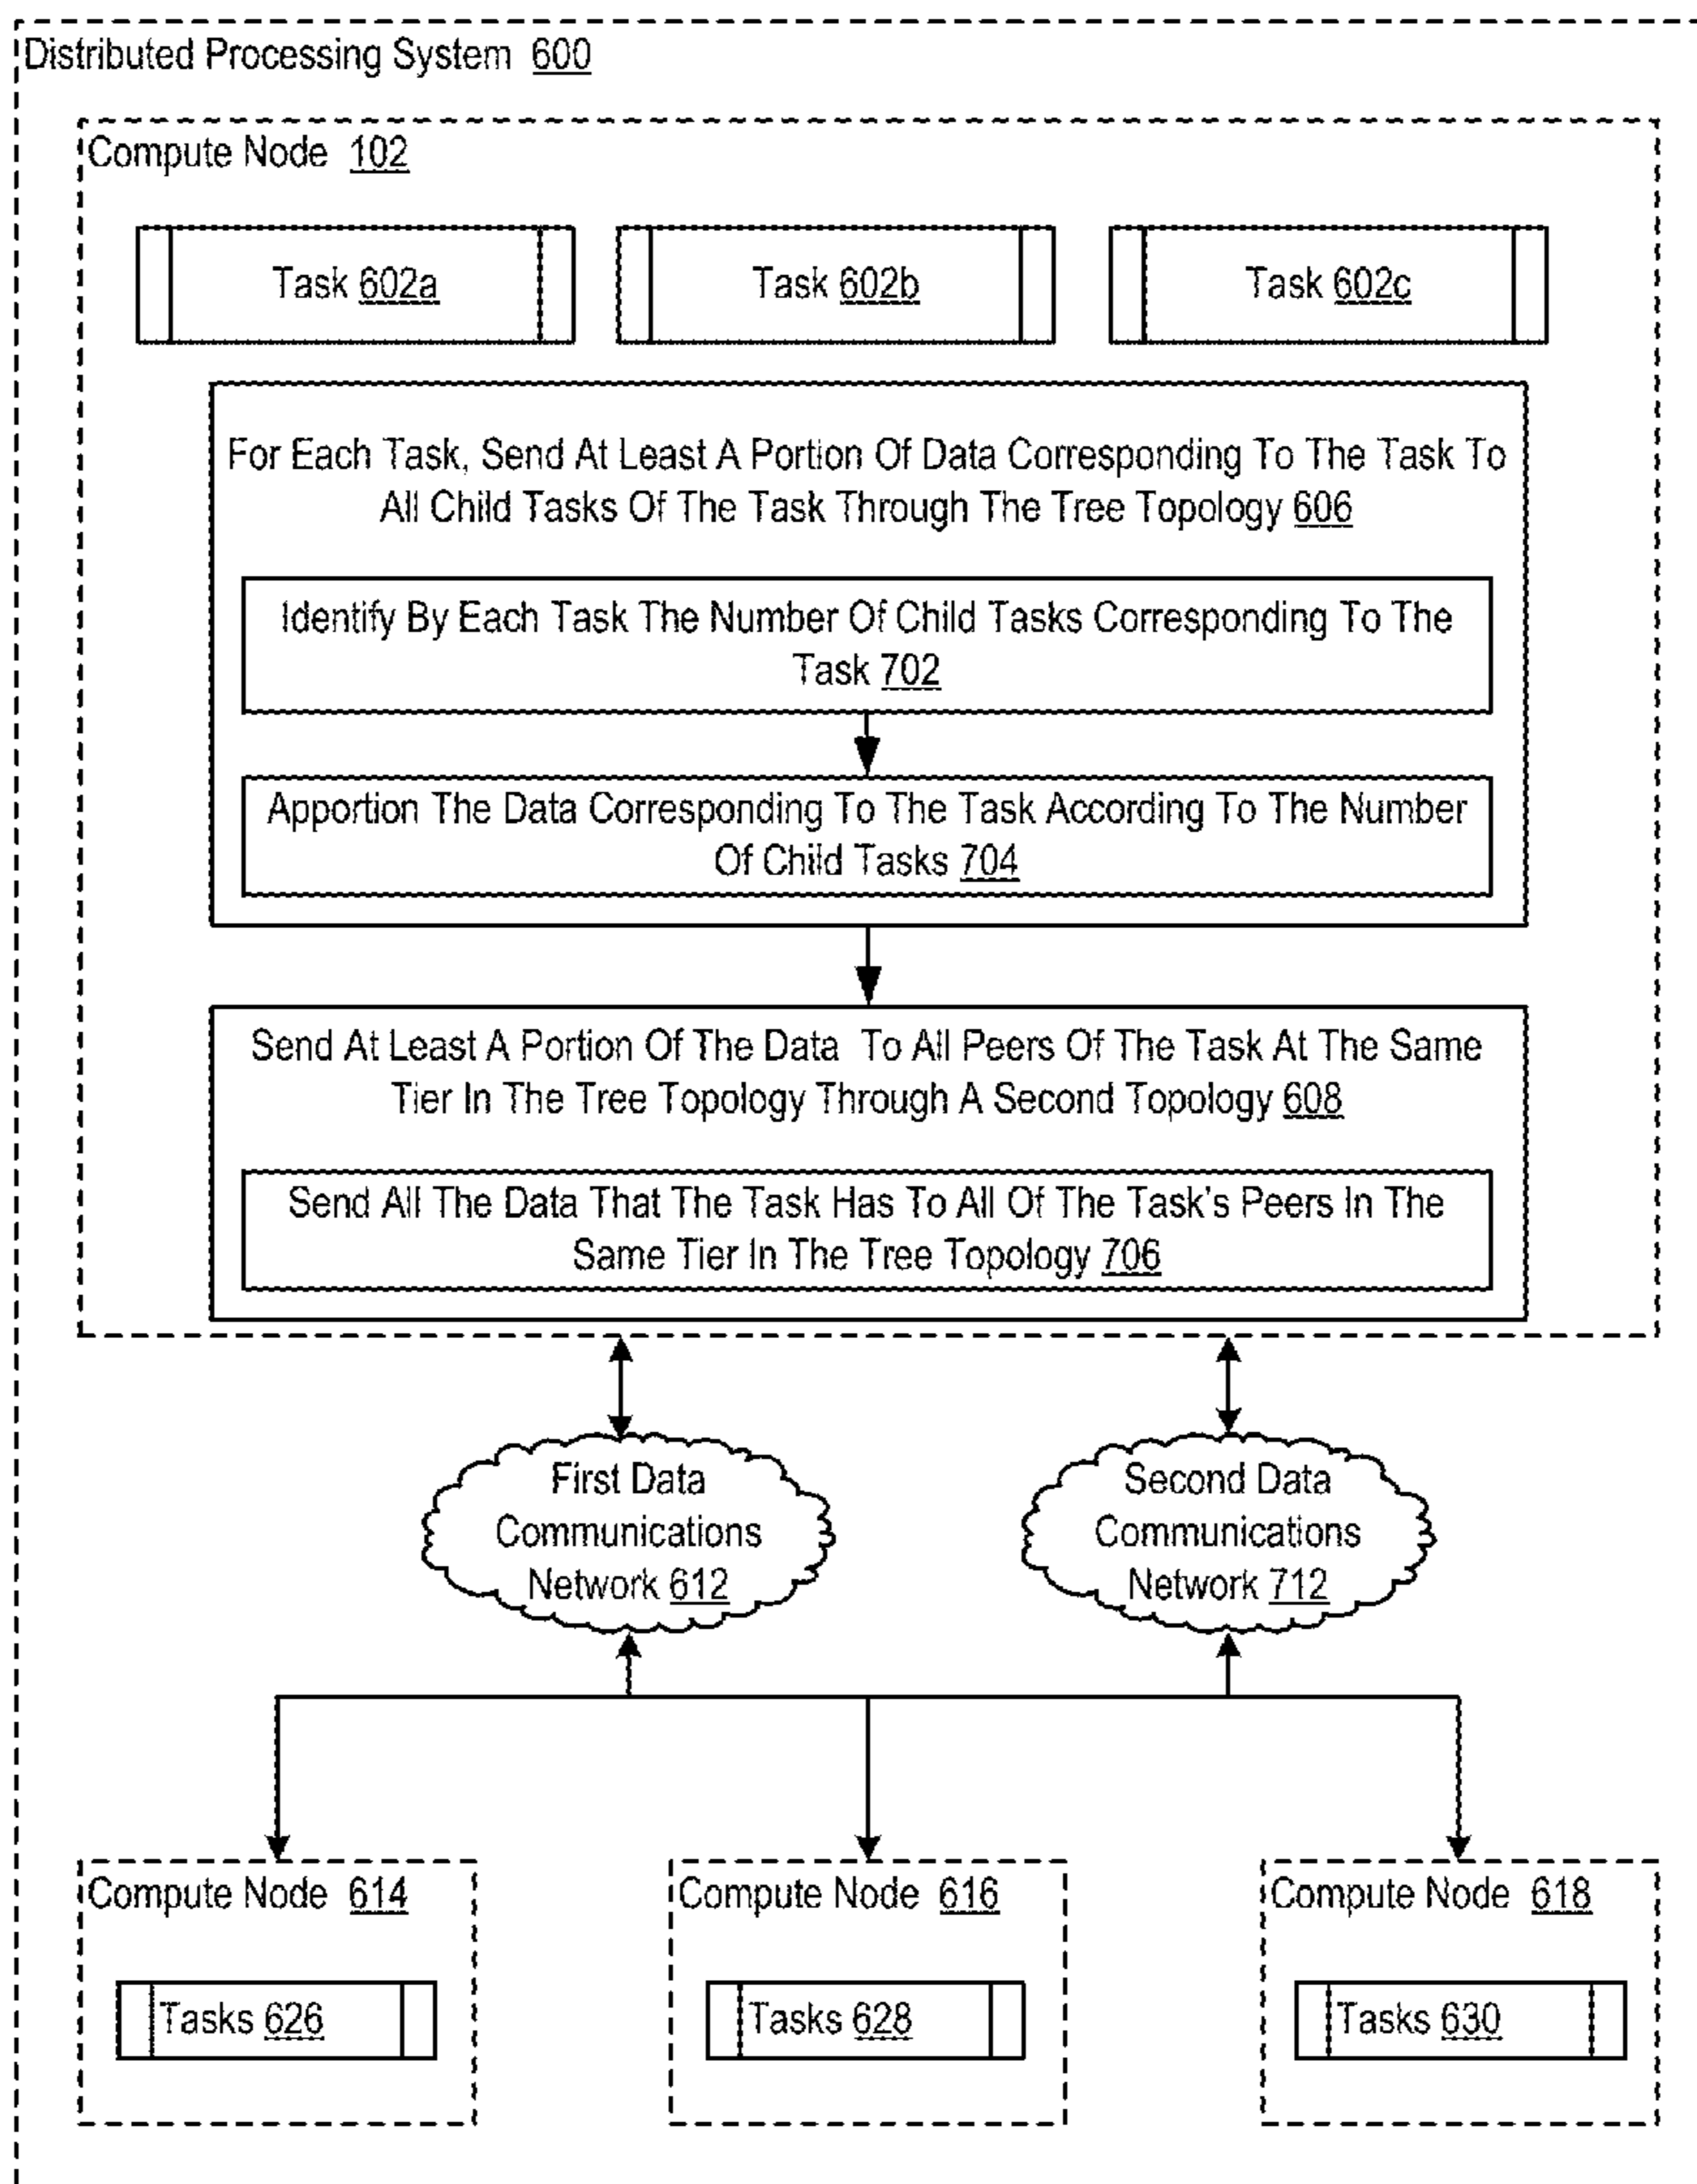 Distributed Processing System 600
Compute Node 102
Task 602a
Task 602b
Task 602c
For Each Task, Send At Least A Portion Of Data Corresponding To The Task To
All Child Tasks Of The Task Through The Tree Topology 606
Identify By Each Task The Number Of Child Tasks Corresponding To The
Task 702
Apportion The Data Corresponding To The Task According To The Number
Of Child Tasks 704
Send At Least A Portion Of The Data To All Peers Of The Task At The Same
Tier In The Tree Topology Through A Second Topology 608
Send All The Data That The Task Has To All Of The Task's Peers In The
Same Tier In The Tree Topology 706
First Data
Communications
Network 612
Second Data
Communications
Network 712
Compute Node 614
Tasks 626
Compute Node 616
Tasks 628
Compute Node 618
Tasks 630